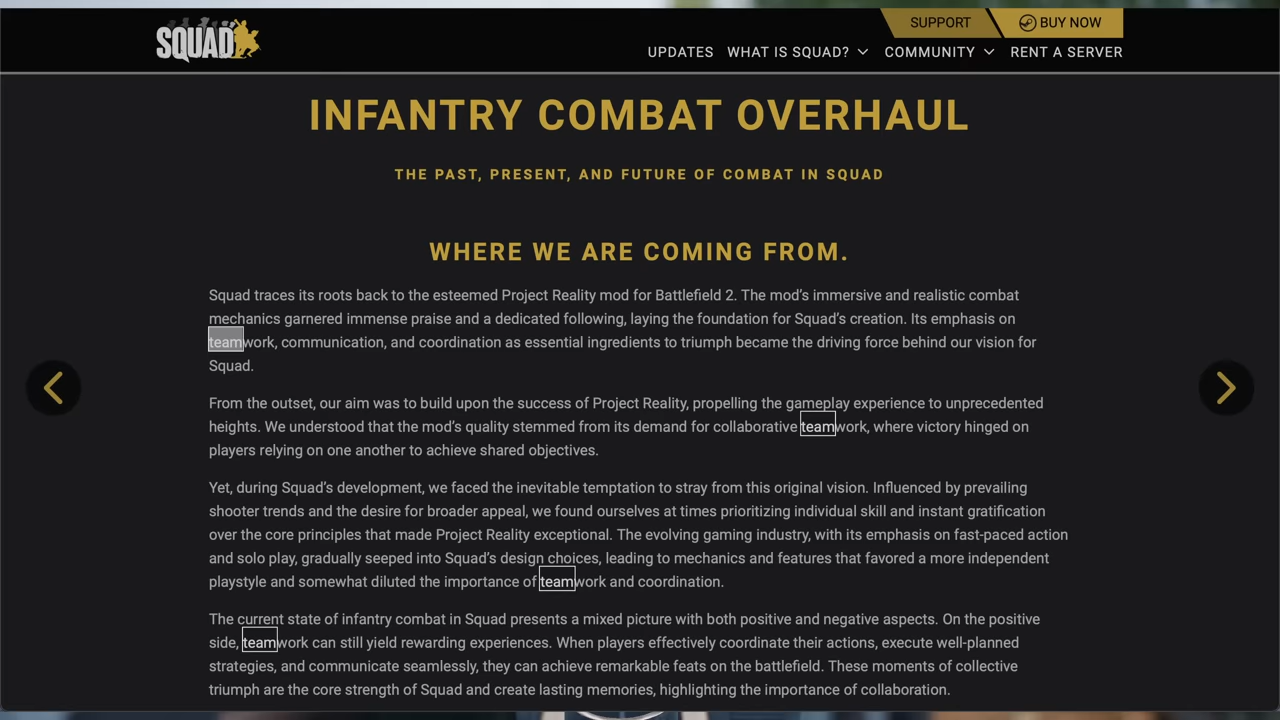 SQUAD
SUPPORT
BUY NOW
UPDATES WHAT IS SQUAD? COMMUNITY RENT A SERVER
INFANTRY COMBAT OVERHAUL
THE PAST, PRESENT, AND FUTURE OF COMBAT IN SQUAD
WHERE WE ARE COMING FROM.
Squad traces its roots back to the esteemed Project Reality mod for Battlefield 2. The mod’s immersive and realistic combat
mechanics garnered immense praise and a dedicated following, laying the foundation for Squad’s creation. Its emphasis on
teamwork, communication, and coordination as essential ingredients to triumph became the driving force behind our vision for
Squad.
From the outset, our aim was to build upon the success of Project Reality, propelling the gameplay experience to unprecedented
heights. We understood that the mod’s quality stemmed from its demand for collaborative teamwork, where victory hinged on
players relying on one another to achieve shared objectives.
Yet, during Squad’s development, we faced the inevitable temptation to stray from this original vision. Influenced by prevailing
shooter trends and the desire for broader appeal, we found ourselves at times prioritizing individual skill and instant gratification
over the core principles that made Project Reality exceptional. The evolving gaming industry, with its emphasis on fast-paced action
and solo play, gradually seeped into Squad’s design choices, leading to mechanics and features that favored a more independent
playstyle and somewhat diluted the importance of teamwork and coordination.
The current state of infantry combat in Squad presents a mixed picture with both positive and negative aspects. On the positive
side, teamwork can still yield rewarding experiences. When players effectively coordinate their actions, execute well-planned
strategies, and communicate seamlessly, they can achieve remarkable feats on the battlefield. These moments of collective
triumph are the core strength of Squad and create lasting memories, highlighting the importance of collaboration.